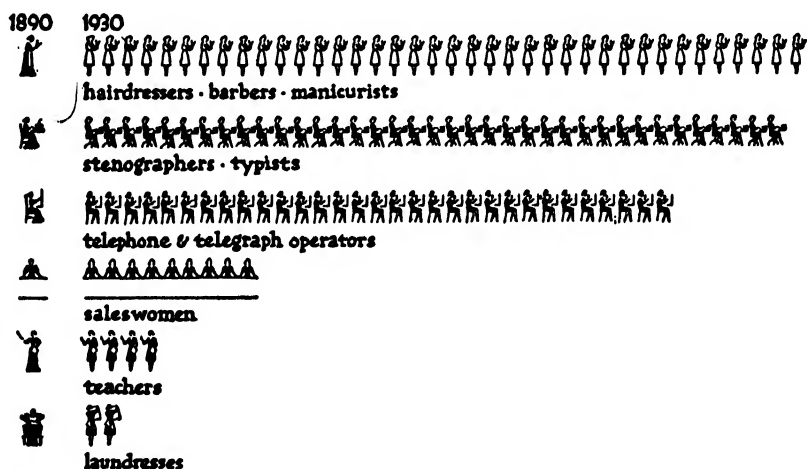 1890 1930
hairdressers · barbers · manicurists
stenographers · typists
telephone & telegraph operators
saleswomen
teachers
laundresses